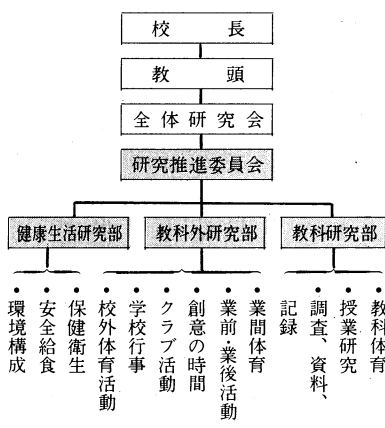 校長
教頭
全体研究会
研究推進委員会
教科研究部
教科外研究部
健康生活研究部
・教科体育
・授業研究
・調査、資料、
記録
・業間体育
・業前・業後活動
・創意の時間
・クラブ活動
・学校行事
・校外体育活動
・保健衛生
・安全給食
・環境構成